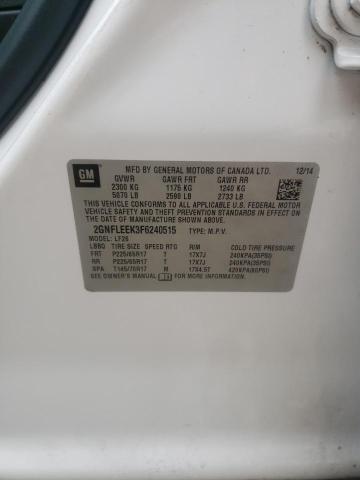 GM
MFD BY GENERAL MOTORS OF CANADA LTD. 12/14
GVWR GAWR FRT GAWR RR
2300 KG 1175 KG 1240 KG
5070 LB 2590 LB 2733 LB
THIS VEHICLE CONFORMS TO ALL APPLICABLE U.S. FEDERAL
MOTOR VEHICLE SAFETY, BUMPER, AND THEFT
PREVENTION STANDARDS IN EFFECT ON THE
DATE OF MANUFACTURE SHOWN ABOVE.
2GNFLEEK3F6240515 TYPE: M.P.V.
MODEL: LF26
TIRE SIZE SPEED RTG RIM COLD TIRE PRESSURE
FRT P225/65R17 T 17X7J 240KPA(35PSI)
RR P225/65R17 T 17X7J 240KPA(35PSI)
SPA T145/70R17 M 17X4.5T 420KPA(60PSI)
SEE OWNER'S MANUAL FOR ADDITIONAL INFORMATION.